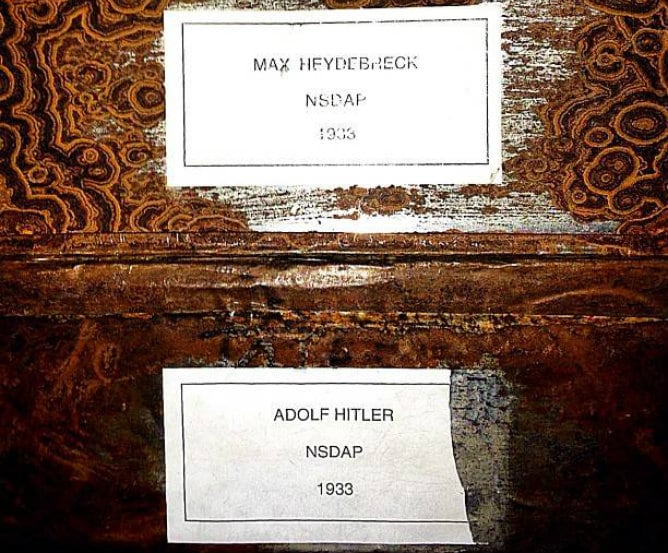 MAX HEYDEBRECK
NSDAP
1933
ADOLF HITLER
NSDAP
1933